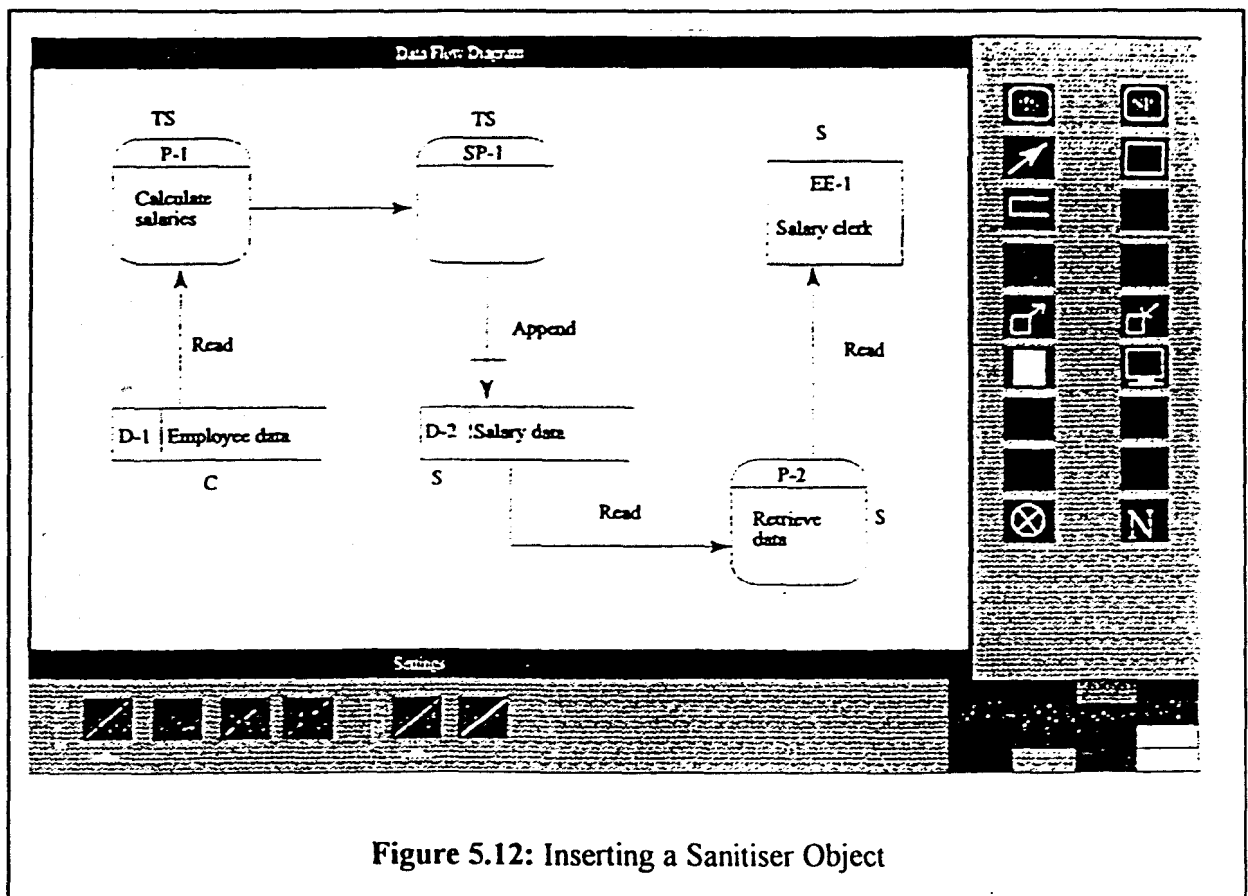 Data Flow Diagram
TS
P-1
Calculate
salaries
TS
SP-1
S
EE-1
Salary clerk
Read
Append
Read
D-1 Employee data
C
D-2 Salary data
S
Read
P-2
Retrieve
data
S
SP
N
Settings
Figure 5.12: Inserting a Sanitiser Object